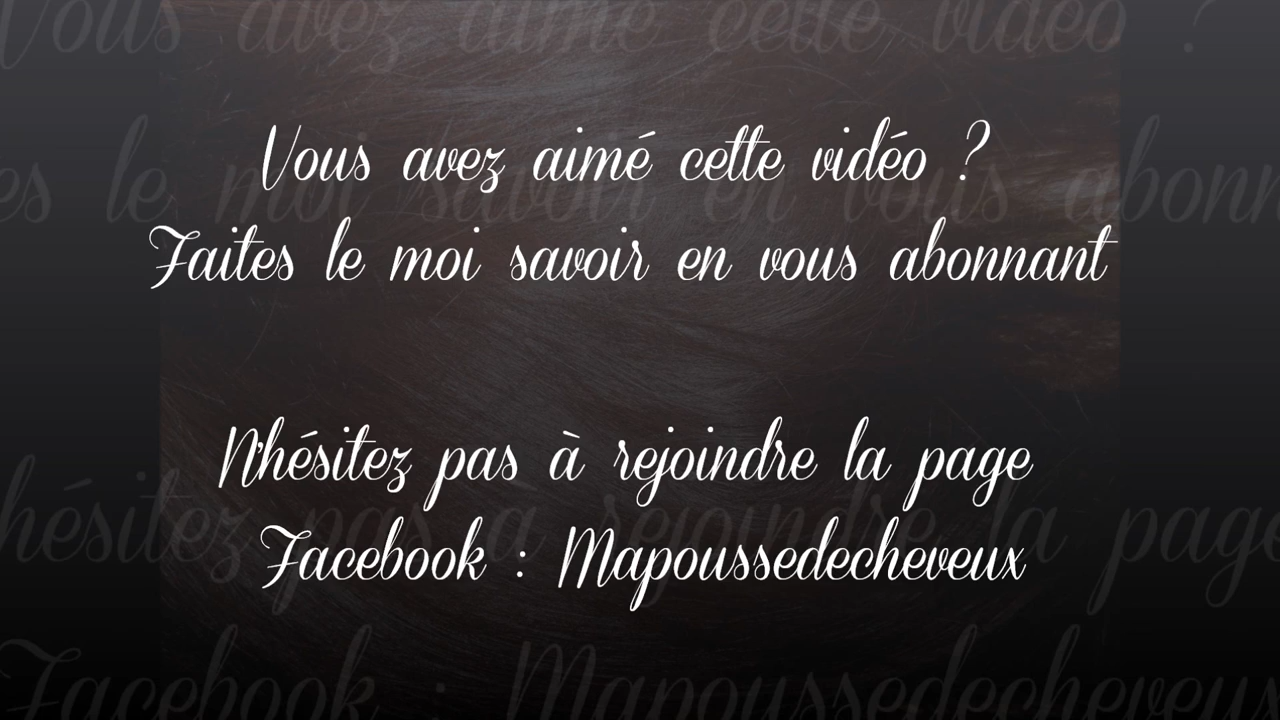 Vous avez aimé cette vidéo ?
Faites le moi savoir en vous abonnant
N'hésitez pas à rejoindre la page
Facebook : Mapoussedecheveux